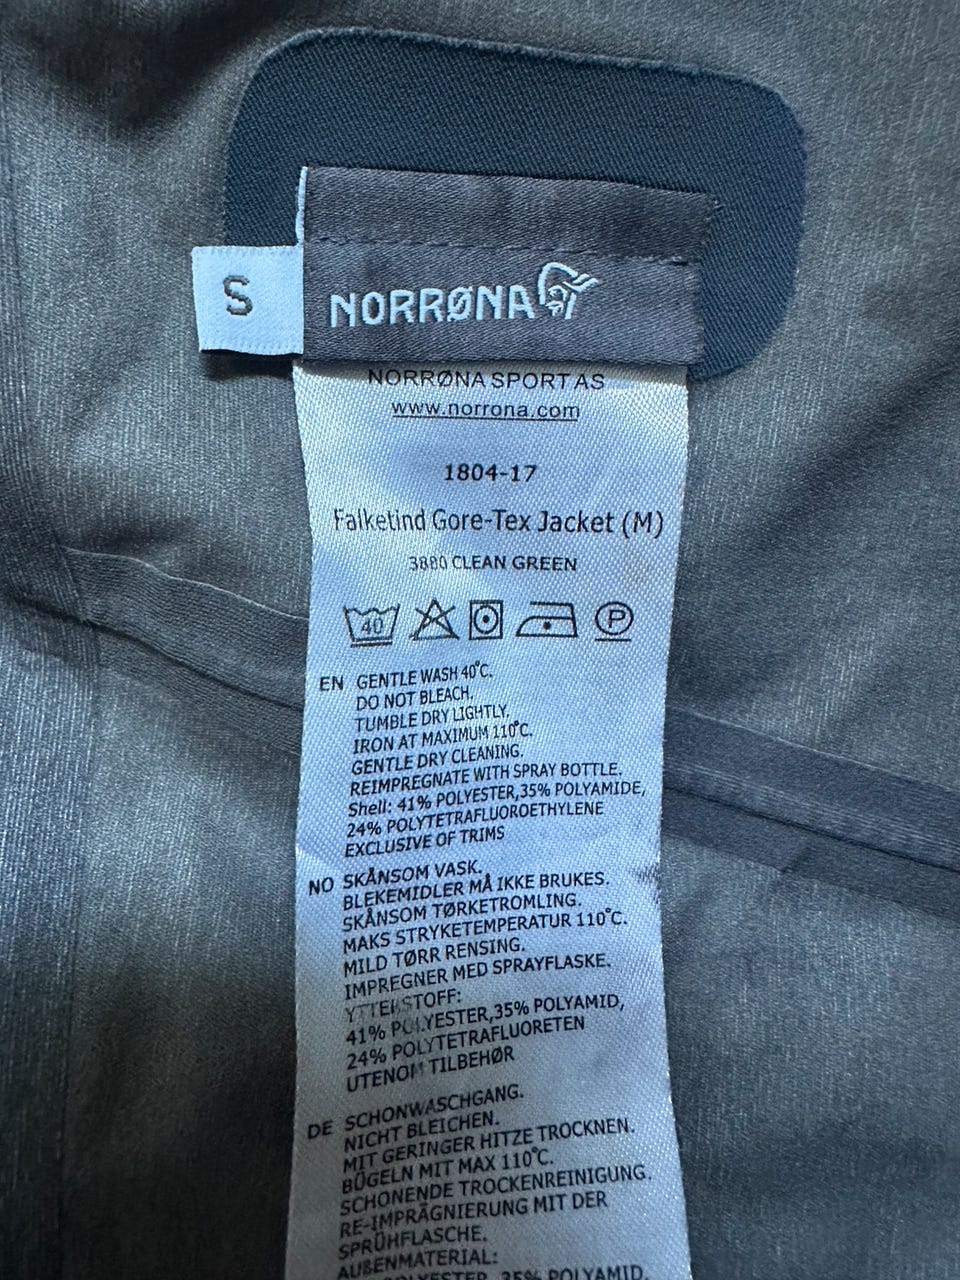 S
NORRØNA
NORRØNA SPORT AS
www.norrona.com
1804-17
Falketind Gore-Tex Jacket (M)
3880 CLEAN GREEN
40
P
EN GENTLE WASH 40°C.
DO NOT BLEACH.
TUMBLE DRY LIGHTLY.
IRON AT MAXIMUM 110°C.
GENTLE DRY CLEANING.
REIMPREGNATE WITH SPRAY BOTTLE.
Shell: 41% POLYESTER,35% POLYAMIDE,
24% POLYTETRAFLUOROETHYLENE
EXCLUSIVE OF TRIMS
NO SKÅNSOM VASK.
BLEKEMIDLER MÅ IKKE BRUKES.
SKÅNSOM TØRKETROMLING.
MAKS STRYKETEMPERATUR 110°C.
MILD TØRR RENSING.
IMPREGNER MED SPRAYFLASKE.
YTTERSTOFF:
41% POLYESTER,35% POLYAMID,
24% POLYTETRAFLUORETEN
UTENOM TILBEHØR
DE SCHONWASCHGANG.
NICHT BLEICHEN.
MIT GERINGER HITZE TROCKNEN.
BÜGELN MIT MAX 110°C.
SCHONENDE TROCKENREINIGUNG.
RE-IMPRÄGNIERUNG MIT DER
SPRÜHFLASCHE.
AUßENMATERIAL:
POLYESTER, 35% POLYAMID,